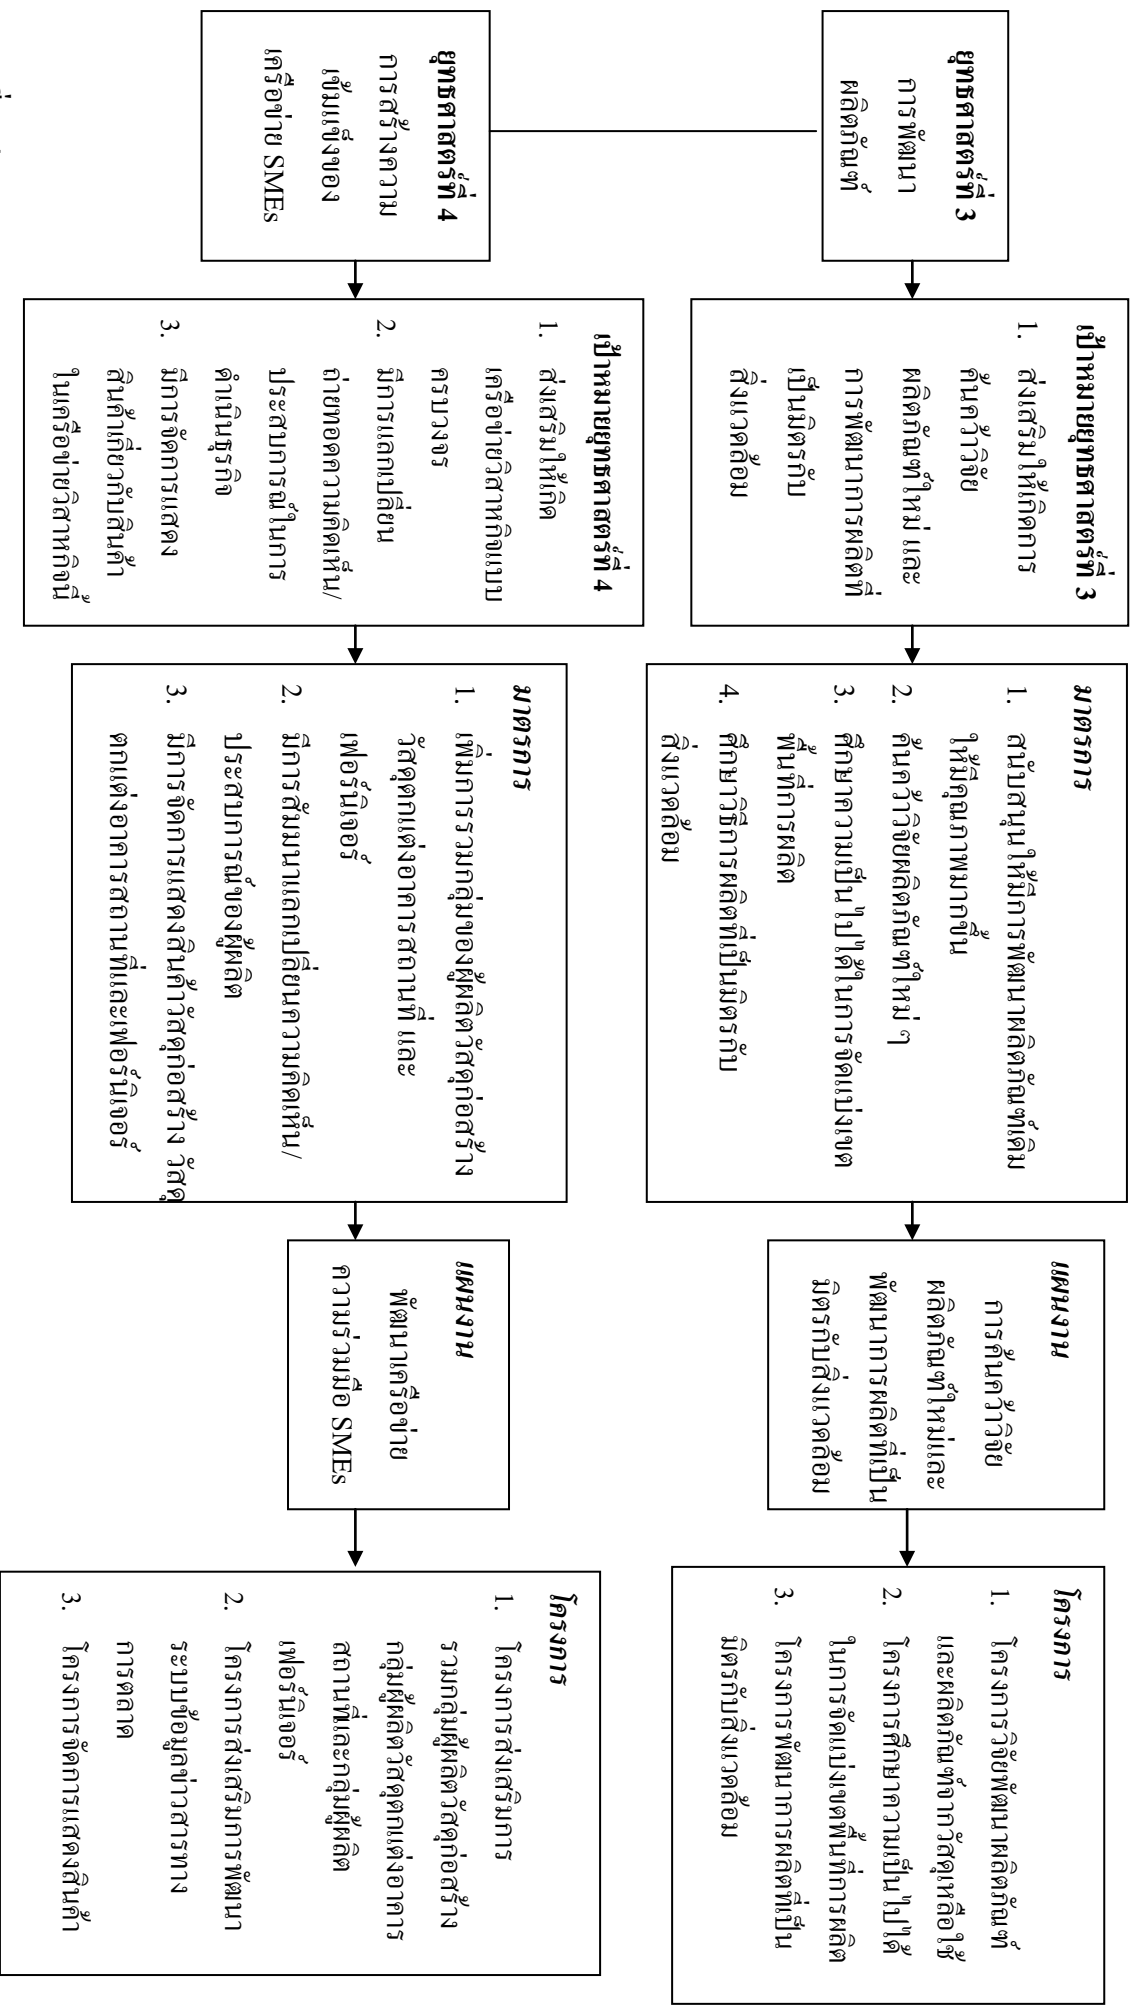 ยุทธศาสตร์ที่ 3
การพัฒนา
ผลิตภัณฑ์
เป้าหมายยุทธศาสตร์ที่ 3
1. ส่งเสริมให้เกิดการ
ค้นคว้าวิจัย
ผลิตภัณฑ์ใหม่ และ
การพัฒนาการผลิตที่
เป็นมิตรกับ
สิ่งแวดล้อม
มาตรการ
1. สนับสนุนให้มีการพัฒนาผลิตภัณฑ์เดิม
ให้มีคุณภาพมากขึ้น
2. ค้นคว้าวิจัยผลิตภัณฑ์ใหม่ ๆ
3. ศึกษาความเป็นไปได้ในการจัดแบ่งเขต
พื้นที่การผลิต
4. ศึกษาวิธีการผลิตที่เป็นมิตรกับ
สิ่งแวดล้อม
แผนงาน
การค้นคว้าวิจัย
ผลิตภัณฑ์ใหม่และ
พัฒนาการผลิตที่เป็น
มิตรกับสิ่งแวดล้อม
โครงการ
1. โครงการวิจัยพัฒนาผลิตภัณฑ์
และผลิตภัณฑ์จากวัสดุเหลือใช้
2. โครงการศึกษาความเป็นไปได้
ในการจัดแบ่งเขตพื้นที่การผลิต
3. โครงการพัฒนาการผลิตที่เป็น
มิตรกับสิ่งแวดล้อม
ยุทธศาสตร์ที่ 4
การสร้างความ
เข้มแข็งของ
เครือข่าย SMEs
เป้าหมายยุทธศาสตร์ที่ 4
1. ส่งเสริมให้เกิด
เครือข่ายวิสาหกิจแบบ
ครบวงจร
2. มีการแลกเปลี่ยน
ถ่ายทอดความคิดเห็น/
ประสบการณ์ในการ
ดำเนินธุรกิจ
3. มีการจัดการแสดง
สินค้าเกี่ยวกับสินค้า
ในเครือข่ายวิสาหกิจนี้
มาตรการ
1. เพิ่มการรวมกลุ่มของผู้ผลิตวัสดุก่อสร้าง
วัสดุตกแต่งอาคารสถานที่ และ
เฟอร์นิเจอร์
2. มีการสัมมนาแลกเปลี่ยนความคิดเห็น/
ประสบการณ์ของผู้ผลิต
3. มีการจัดการแสดงสินค้าวัสดุก่อสร้าง วัสดุ
ตกแต่งอาคารสถานที่และเฟอร์นิเจอร์
แผนงาน
พัฒนาเครือข่าย
ความร่วมมือ SMEs
โครงการ
1. โครงการส่งเสริมการ
รวมกลุ่มผู้ผลิตวัสดุก่อสร้าง
กลุ่มผู้ผลิตวัสดุตกแต่งอาคาร
สถานที่และกลุ่มผู้ผลิต
เฟอร์นิเจอร์
2. โครงการส่งเสริมการพัฒนา
ระบบข้อมูลข่าวสารทาง
การตลาด
3. โครงการจัดการแสดงสินค้า